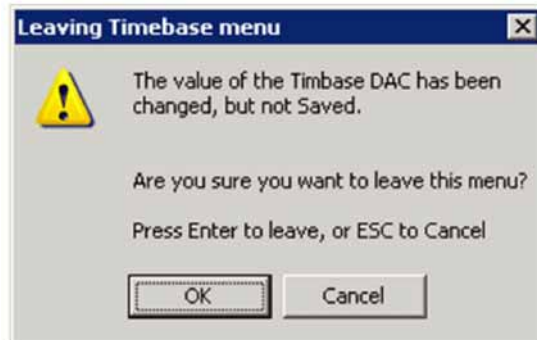 Leaving Timebase menu
The value of the Timbase DAC has been
changed, but not Saved.
Are you sure you want to leave this menu?
Press Enter to leave, or ESC to Cancel
OK Cancel